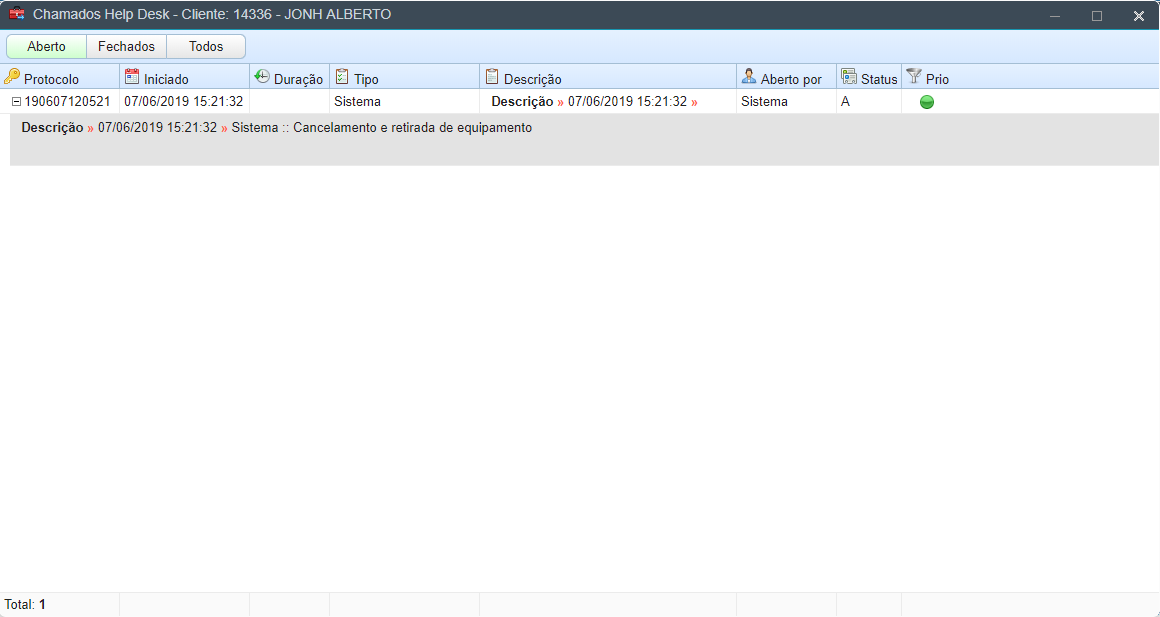 Chamados Help Desk - Cliente: 14336 - JONH ALBERTO
Aberto Fechados Todos
Protocolo Iniciado Duração Tipo Descrição Aberto por Status Prio
190607120521 07/06/2019 15:21:32 Sistema Descrição » 07/06/2019 15:21:32 » Sistema A
Descrição » 07/06/2019 15:21:32 » Sistema :: Cancelamento e retirada de equipamento
Total: 1